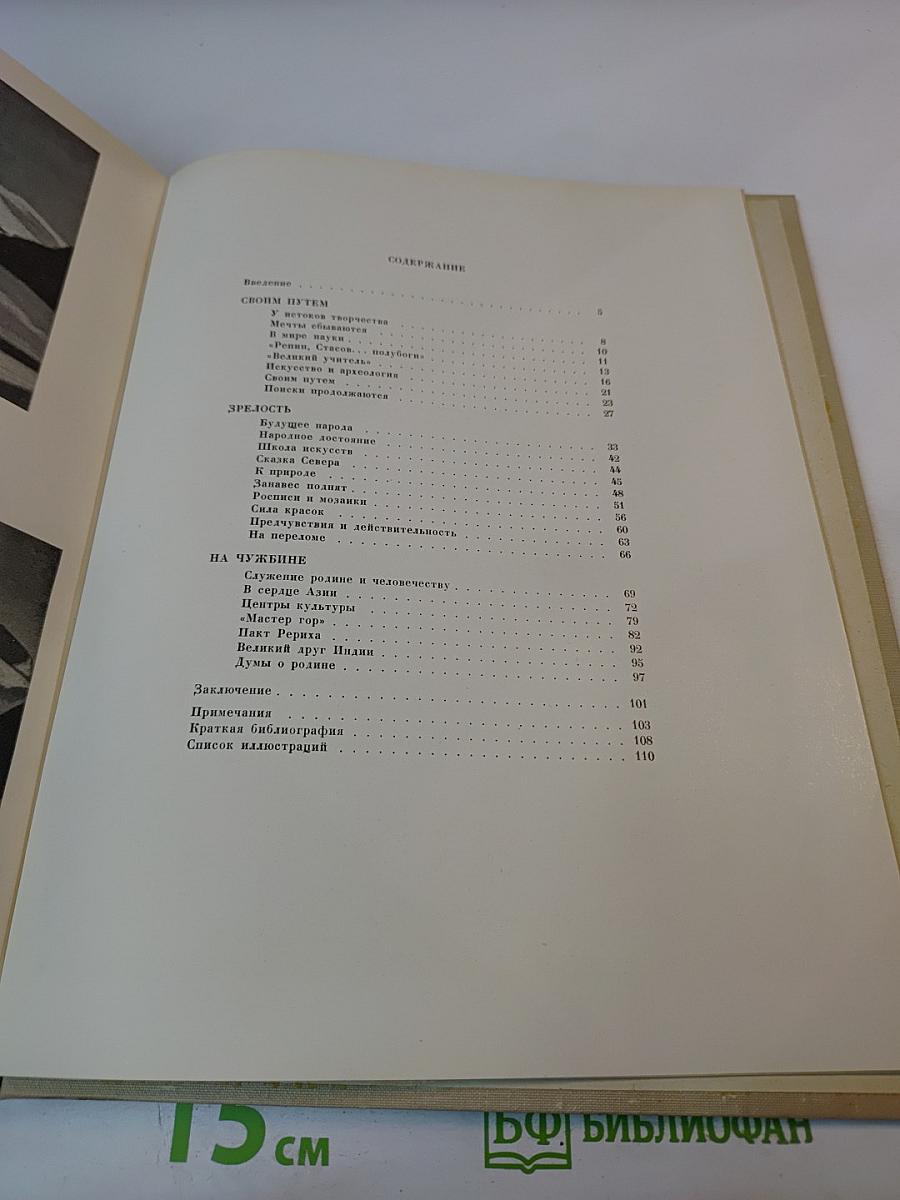 СОДЕРЖАНИЕ
Введение . . . . . . . . . . . . . . . . . . . . . . . . . . . . 5
СВОИМ ПУТЕМ
У истоков творчества . . . . . . . . . . . . . . . . . . . . 8
Мечты сбываются . . . . . . . . . . . . . . . . . . . . 10
В мире науки . . . . . . . . . . . . . . . . . . . . 11
«Репин, Стасов... полубоги» . . . . . . . . . . . . . . . . . . . . 13
«Великий учитель» . . . . . . . . . . . . . . . . . . . . 16
Искусство и археология . . . . . . . . . . . . . . . . . . . . 21
Своим путем . . . . . . . . . . . . . . . . . . . . 23
Поиски продолжаются . . . . . . . . . . . . . . . . . . . . 27
ЗРЕЛОСТЬ
Будущее народа . . . . . . . . . . . . . . . . . . . . 33
Народное достояние . . . . . . . . . . . . . . . . . . . . 42
Школа искусств . . . . . . . . . . . . . . . . . . . . 44
Сказка Севера . . . . . . . . . . . . . . . . . . . . 45
К природе . . . . . . . . . . . . . . . . . . . . 48
Занавес поднят . . . . . . . . . . . . . . . . . . . . 51
Росписи и мозаики . . . . . . . . . . . . . . . . . . . . 56
Сила красок . . . . . . . . . . . . . . . . . . . . 60
Предчувствия и действительность . . . . . . . . . . . . . . . . 63
На переломе . . . . . . . . . . . . . . . . . . . . 66
НА ЧУЖБИНЕ
Служение родине и человечеству . . . . . . . . . . . . . . . . 69
В сердце Азии . . . . . . . . . . . . . . . . . . . . 72
Центры культуры . . . . . . . . . . . . . . . . . . . . 79
«Мастер гор» . . . . . . . . . . . . . . . . . . . . 82
Пакт Рериха . . . . . . . . . . . . . . . . . . . . 92
Великий друг Индии . . . . . . . . . . . . . . . . . . . . 95
Думы о родине . . . . . . . . . . . . . . . . . . . . 97
Заключение . . . . . . . . . . . . . . . . . . . . . . . . 101
Примечания . . . . . . . . . . . . . . . . . . . . . . . . 103
Краткая библиография . . . . . . . . . . . . . . . . . . . . 108
Список иллюстраций . . . . . . . . . . . . . . . . . . . . 110
15 см
БФ. БИБЛИОФАН